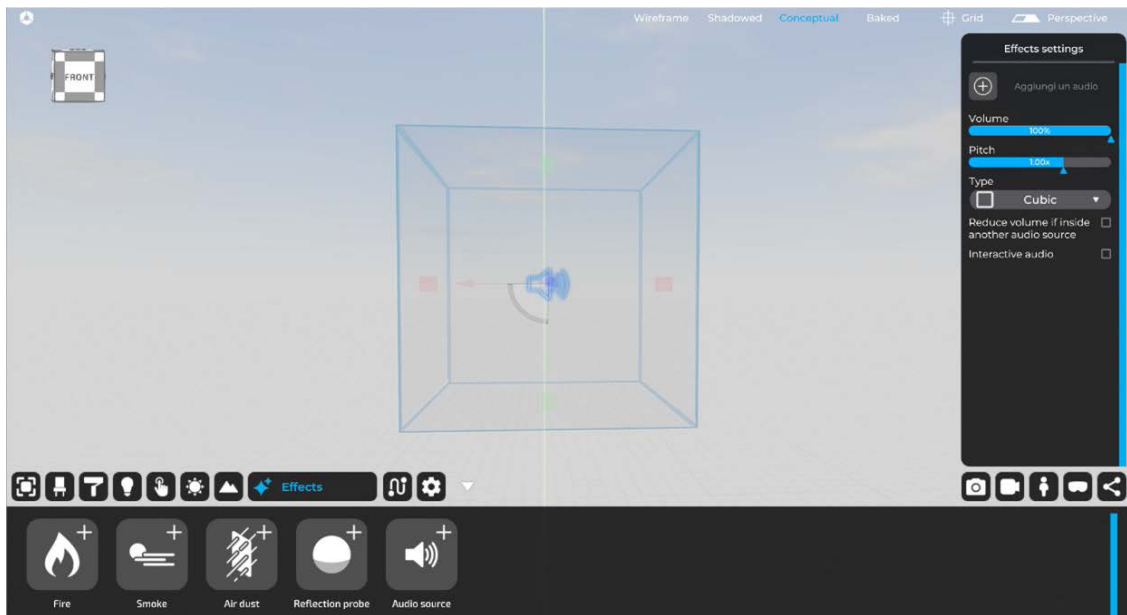 Wireframe Shadowed Conceptual Baked Grid Perspective
FRONT
Effects settings
Aggiungi un audio
Volume
100%
Pitch
1.00x
Type
Cubic
Reduce volume if inside
another audio source
Interactive audio
Effects
Fire Smoke Air dust Reflection probe Audio source